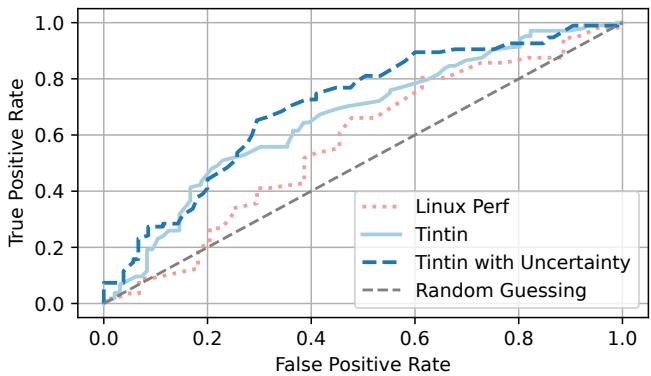 1.0
0.8
0.6
0.4
0.2
0.0
True Positive Rate
Linux Perf
Tintin
Tintin with Uncertainty
Random Guessing
0.0 0.2 0.4 0.6 0.8 1.0
False Positive Rate